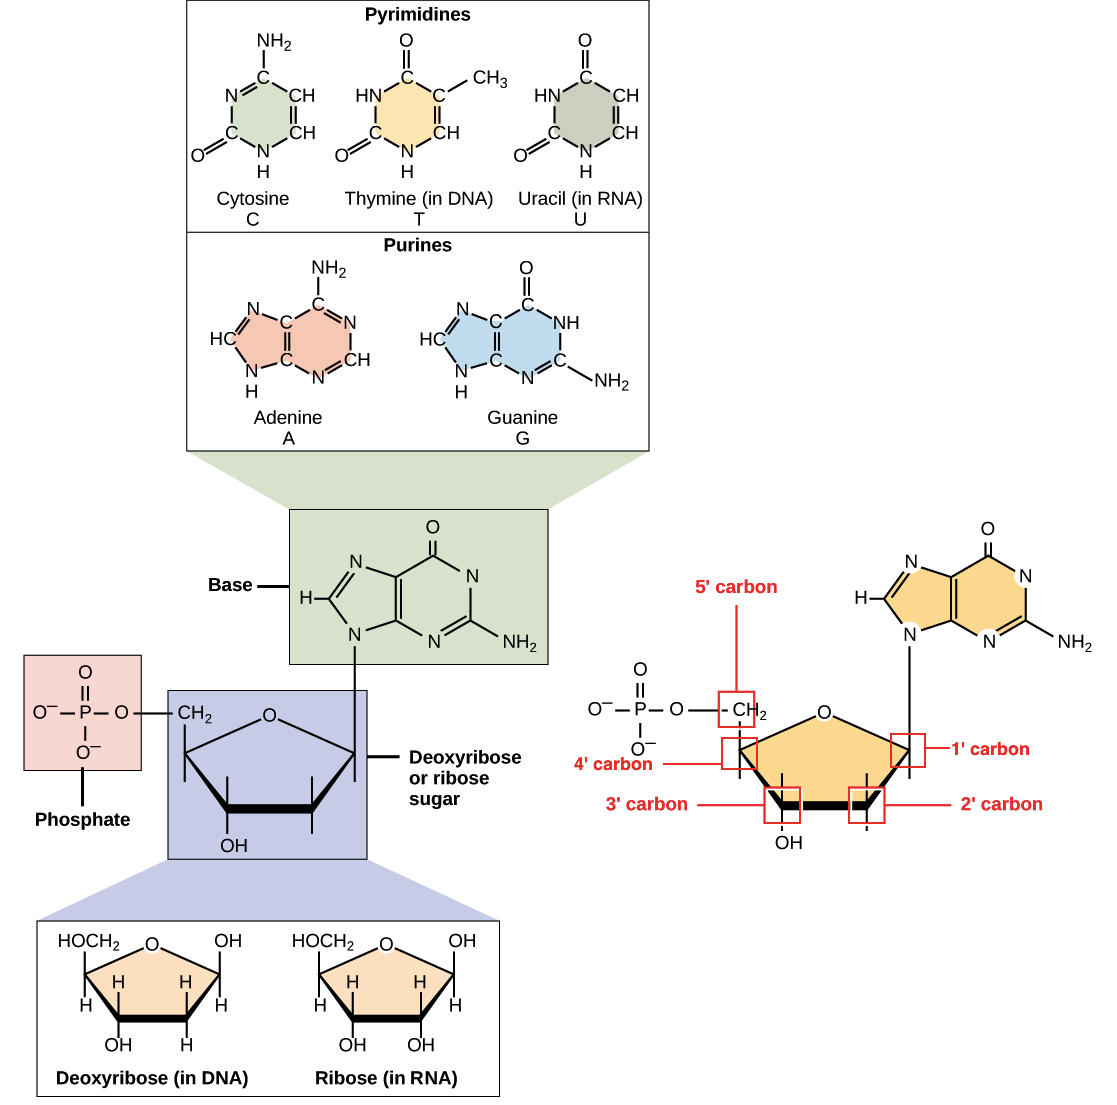 Pyrimidines
NH₂
C
N
CH
C
CH
O
N
H
Cytosine
C
O
C
CH₃
HN
C
C
CH
O
N
H
Thymine (in DNA)
T
O
C
HN
CH
C
CH
O
N
H
Uracil (in RNA)
U
Purines
NH₂
C
N
C
N
HC
C
CH
N
N
H
Adenine
A
O
C
N
C
NH
HC
C
C
N
N
NH₂
H
Guanine
G
Base
O
N
N
H
N
N
NH₂
O
O⁻ P O
O⁻
Phosphate
CH₂
O
OH
Deoxyribose
or ribose
sugar
5' carbon
O
N
N
H
N
N
NH₂
O
O⁻ P O
O⁻
CH₂
O
4' carbon
1' carbon
3' carbon
2' carbon
OH
HOCH₂
O
OH
H
H
H
H
OH
H
Deoxyribose (in DNA)
HOCH₂
O
OH
H
H
H
H
OH
OH
Ribose (in RNA)